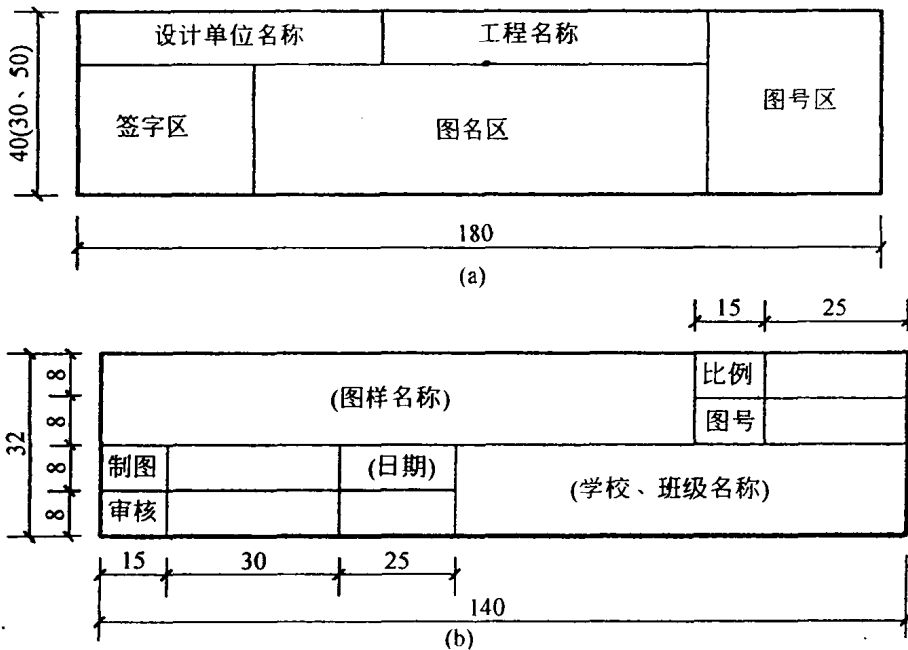 设计单位名称
工程名称
图号区
40(30、50)
签字区
图名区
180
(a)
15
25
8
比例
(图样名称)
8
图号
32
8
制图
(日期)
(学校、班级名称)
8
审核
15
30
25
140
(b)